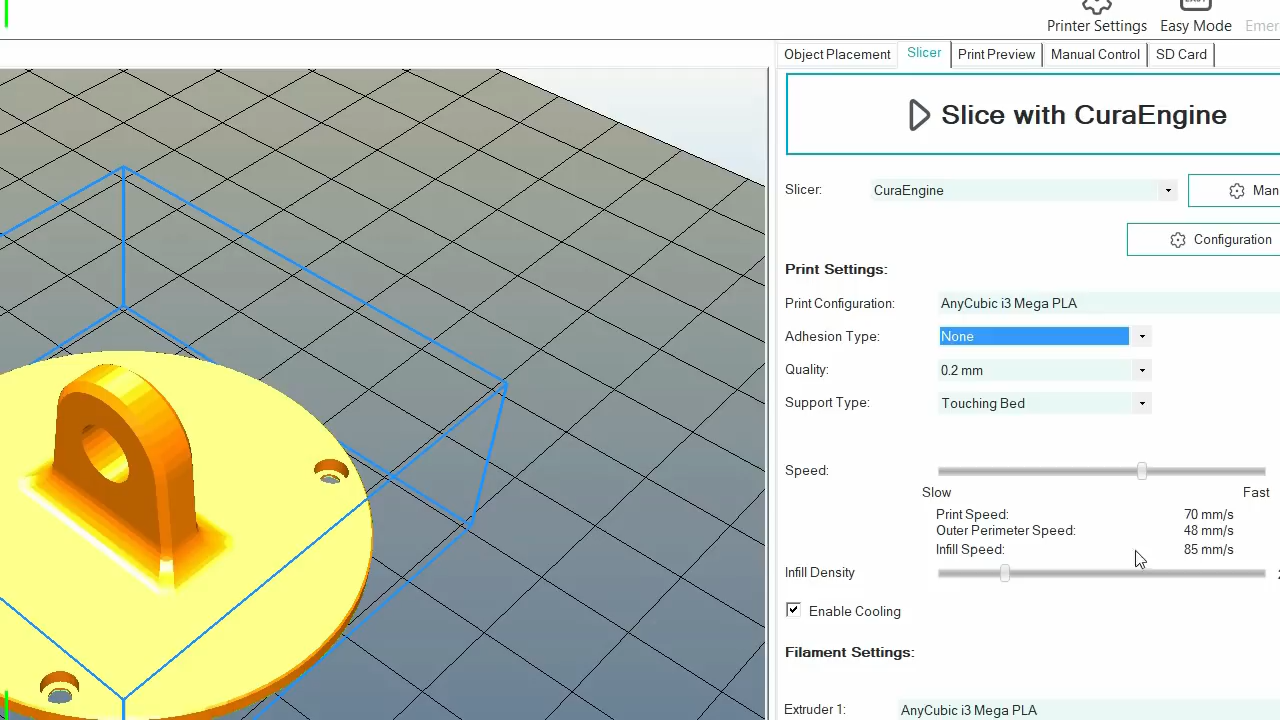 Printer Settings Easy Mode Emer
Object Placement Slicer Print Preview Manual Control SD Card
Slice with CuraEngine
Slicer: CuraEngine Man
Configuration
Print Settings:
Print Configuration: AnyCubic i3 Mega PLA
Adhesion Type: None
Quality: 0.2 mm
Support Type: Touching Bed
Speed:
Slow Fast
Print Speed: 70 mm/s
Outer Perimeter Speed: 48 mm/s
Infill Speed: 85 mm/s
Infill Density
Enable Cooling
Filament Settings:
Extruder 1: AnyCubic i3 Mega PLA